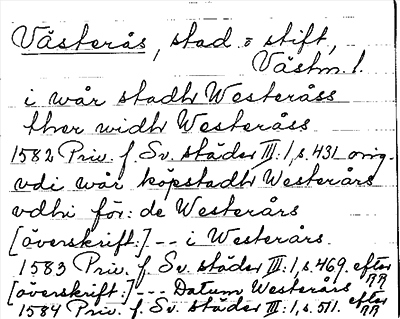 Västerås, stad o stift,
Västm. l.
i wår stadh Westeråss
ther widh Westeråss
1582 Priv. f. Sv. städer III:1, s. 431 orig.
vdi wår köpstadh Westerårs
vdhi för:de Westerårs
[överskrift:] -- i Westerårs.
1583 Priv. f. Sv. städer III:1, s. 469. efter RR
[överskrift:] --- Datum Westerårs
1584 Priv. f. Sv. städer III:1, s. 511. efter RR